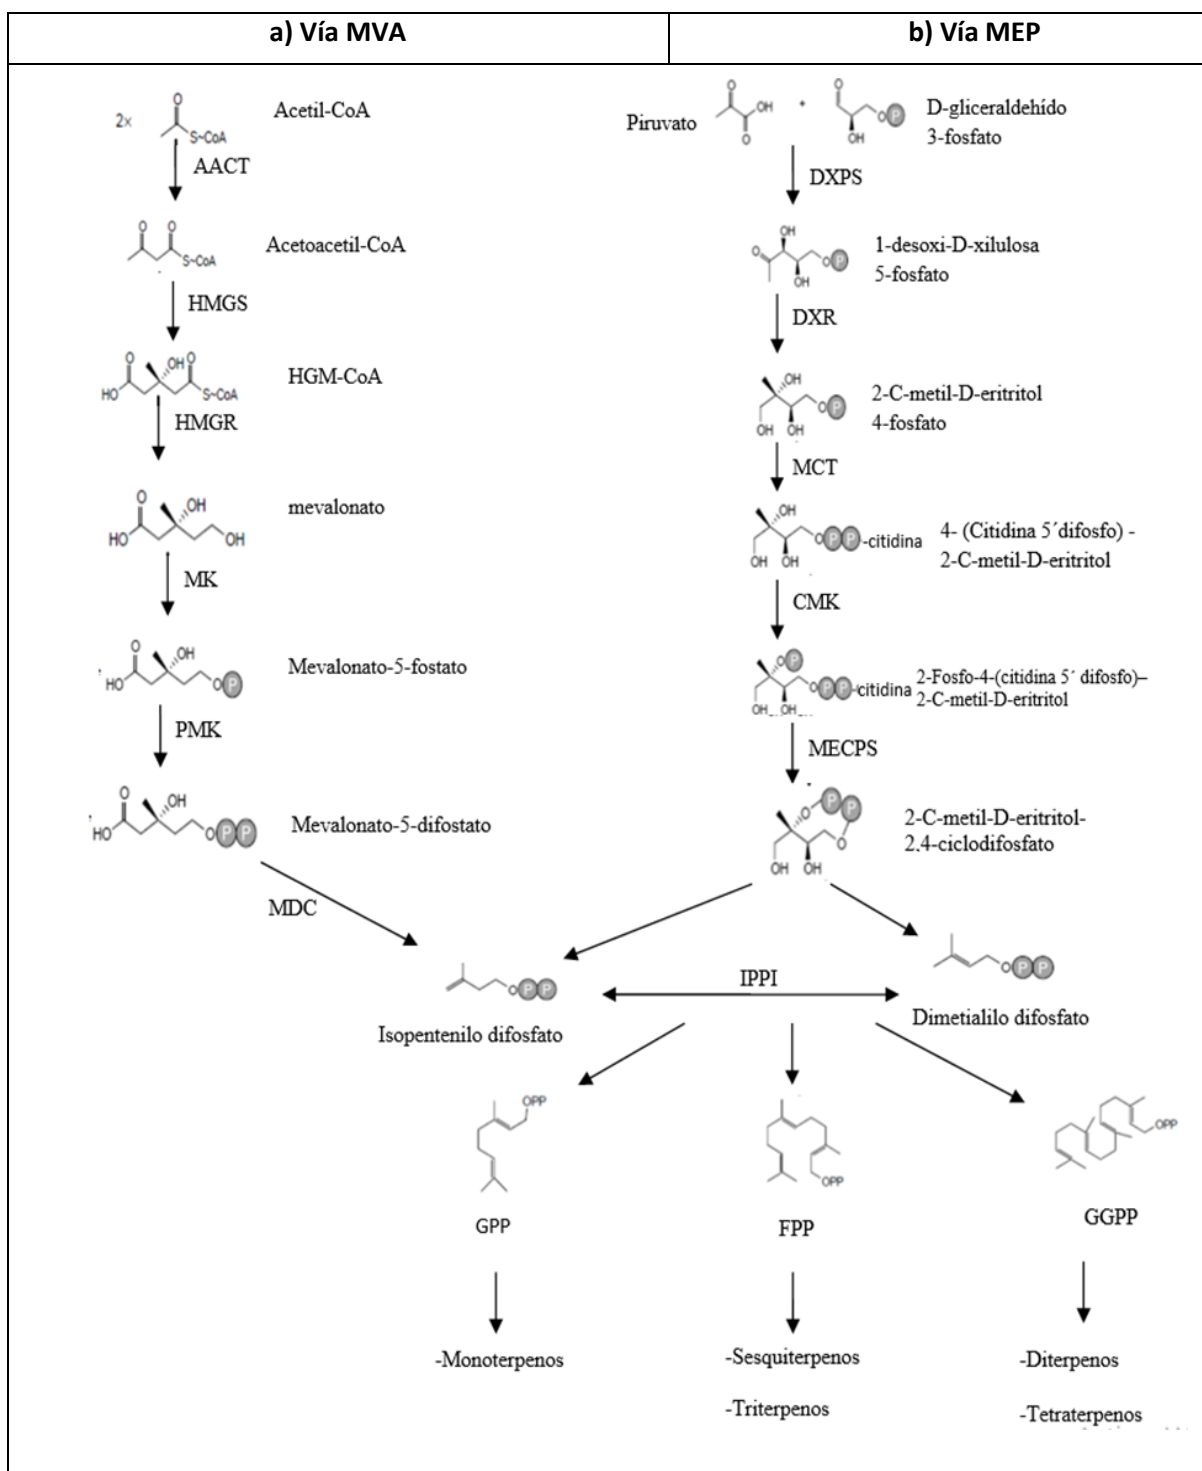 a) Vía MVA
b) Vía MEP
2x
S~CoA
Acetil-CoA
AACT
S~CoA
Acetoacetil-CoA
HMGS
O
O
OH
O
HO
S~CoA
HGM-CoA
HMGR
O
OH
HO
OH
mevalonato
MK
O
OH
HO
O P
Mevalonato-5-fostato
PMK
O
OH
HO
O P P
Mevalonato-5-difostato
MDC
Piruvato
O
OH
O
+
O
O P
OH
D-gliceraldehído
3-fosfato
DXPS
OH
O
O P
OH
1-desoxi-D-xilulosa
5-fosfato
DXR
OH
O P
OH OH
2-C-metil-D-eritritol
4-fosfato
MCT
OH
O P P -citidina
OH OH
4- (Citidina 5´difosfo) -
2-C-metil-D-eritritol
CMK
O P
O P P -citidina
OH OH
2-Fosfo-4-(citidina 5´ difosfo)–
2-C-metil-D-eritritol
MECPS
P P
O
O
OH OH
2-C-metil-D-eritritol-
2.4-ciclodifosfato
O P P
Isopentenilo difosfato
IPPI
O P P
Dimetialilo difosfato
OPP
GPP
OPP
FPP
OPP
GGPP
-Monoterpenos
-Sesquiterpenos
-Triterpenos
-Diterpenos
-Tetraterpenos